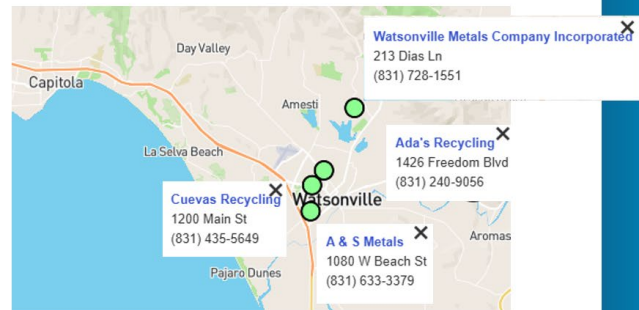 Watsonville Metals Company Incorporated
213 Dias Ln
(831) 728-1551
Day Valley
Capitola
Amesti
Ada's Recycling
1426 Freedom Blvd
(831) 240-9056
La Selva Beach
Cuevas Recycling
1200 Main St
(831) 435-5649
Watsonville
A & S Metals
1080 W Beach St
(831) 633-3379
Aromas
Pajaro Dunes